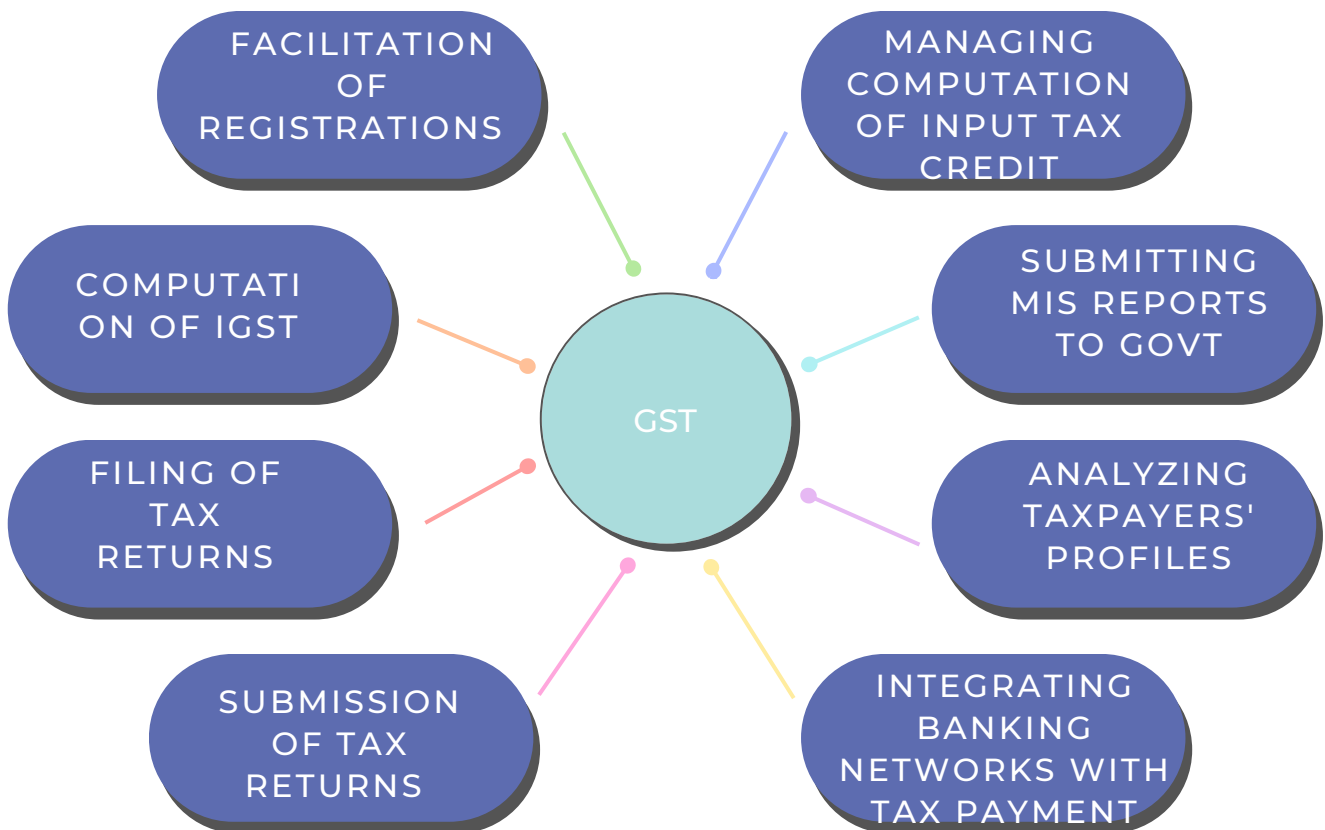 FACILITATION
OF
REGISTRATIONS
MANAGING
COMPUTATION
OF INPUT TAX
CREDIT
COMPUTATI
ON OF IGST
SUBMITTING
MIS REPORTS
TO GOVT
GST
FILING OF
TAX
RETURNS
ANALYZING
TAXPAYERS'
PROFILES
SUBMISSION
OF TAX
RETURNS
INTEGRATING
BANKING
NETWORKS WITH
TAX PAYMENT